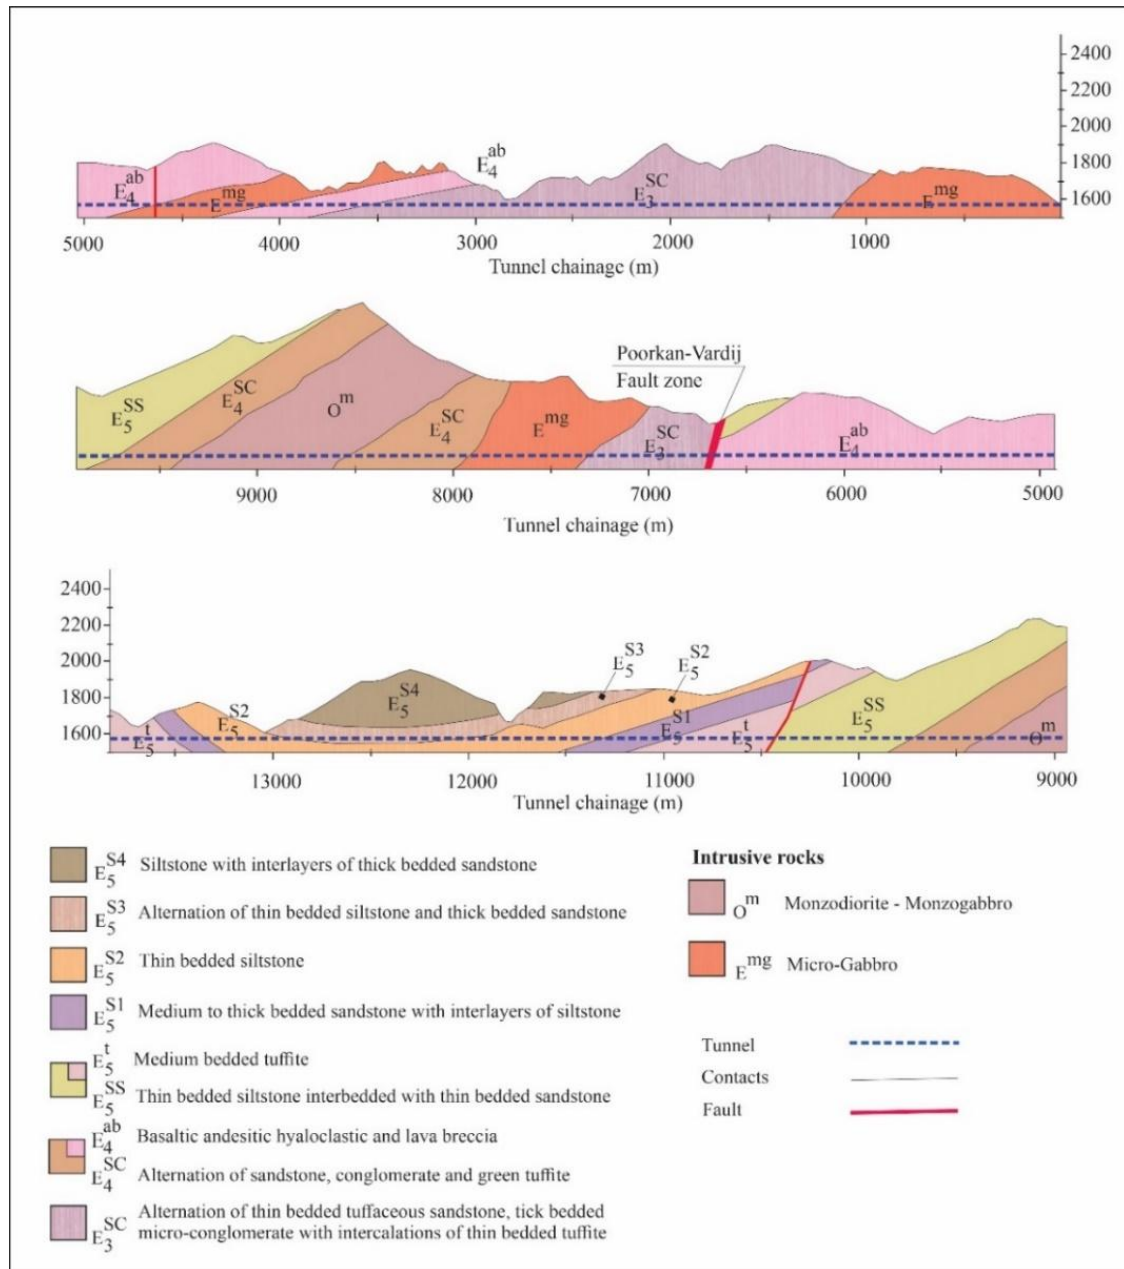 2400
2200
2000
1800
1600
E4ab
E4ab
Emg
E3SC
Emg
5000 4000 3000 2000 1000
Tunnel chainage (m)
Poorkan-Vardij
Fault zone
E5SS
E4SC
Om
E4SC
Emg
E3SC
E4ab
9000 8000 7000 6000 5000
Tunnel chainage (m)
2400
2200
2000
1800
1600
E5S3
E5S2
E5S4
E5S2
E5t
E5S1
E5t
E5SS
Om
13000 12000 11000 10000 9000
Tunnel chainage (m)
E5S4 Siltstone with interlayers of thick bedded sandstone
E5S3 Alternation of thin bedded siltstone and thick bedded sandstone
E5S2 Thin bedded siltstone
E5S1 Medium to thick bedded sandstone with interlayers of siltstone
E5t Medium bedded tuffite
E5SS Thin bedded siltstone interbedded with thin bedded sandstone
E4ab Basaltic andesitic hyaloclastic and lava breccia
E4SC Alternation of sandstone, conglomerate and green tuffite
E3SC Alternation of thin bedded tuffaceous sandstone, tick bedded
micro-conglomerate with intercalations of thin bedded tuffite
Intrusive rocks
Om Monzodiorite - Monzogabbro
Emg Micro-Gabbro
Tunnel
Contacts
Fault